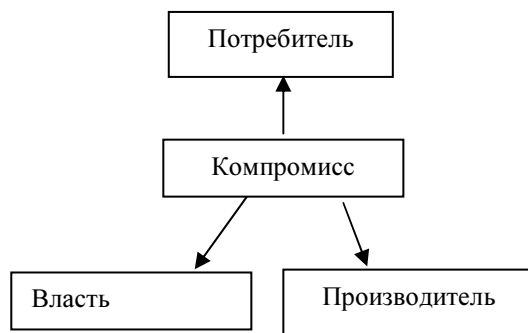 Потребитель
Компромисс
Власть
Производитель